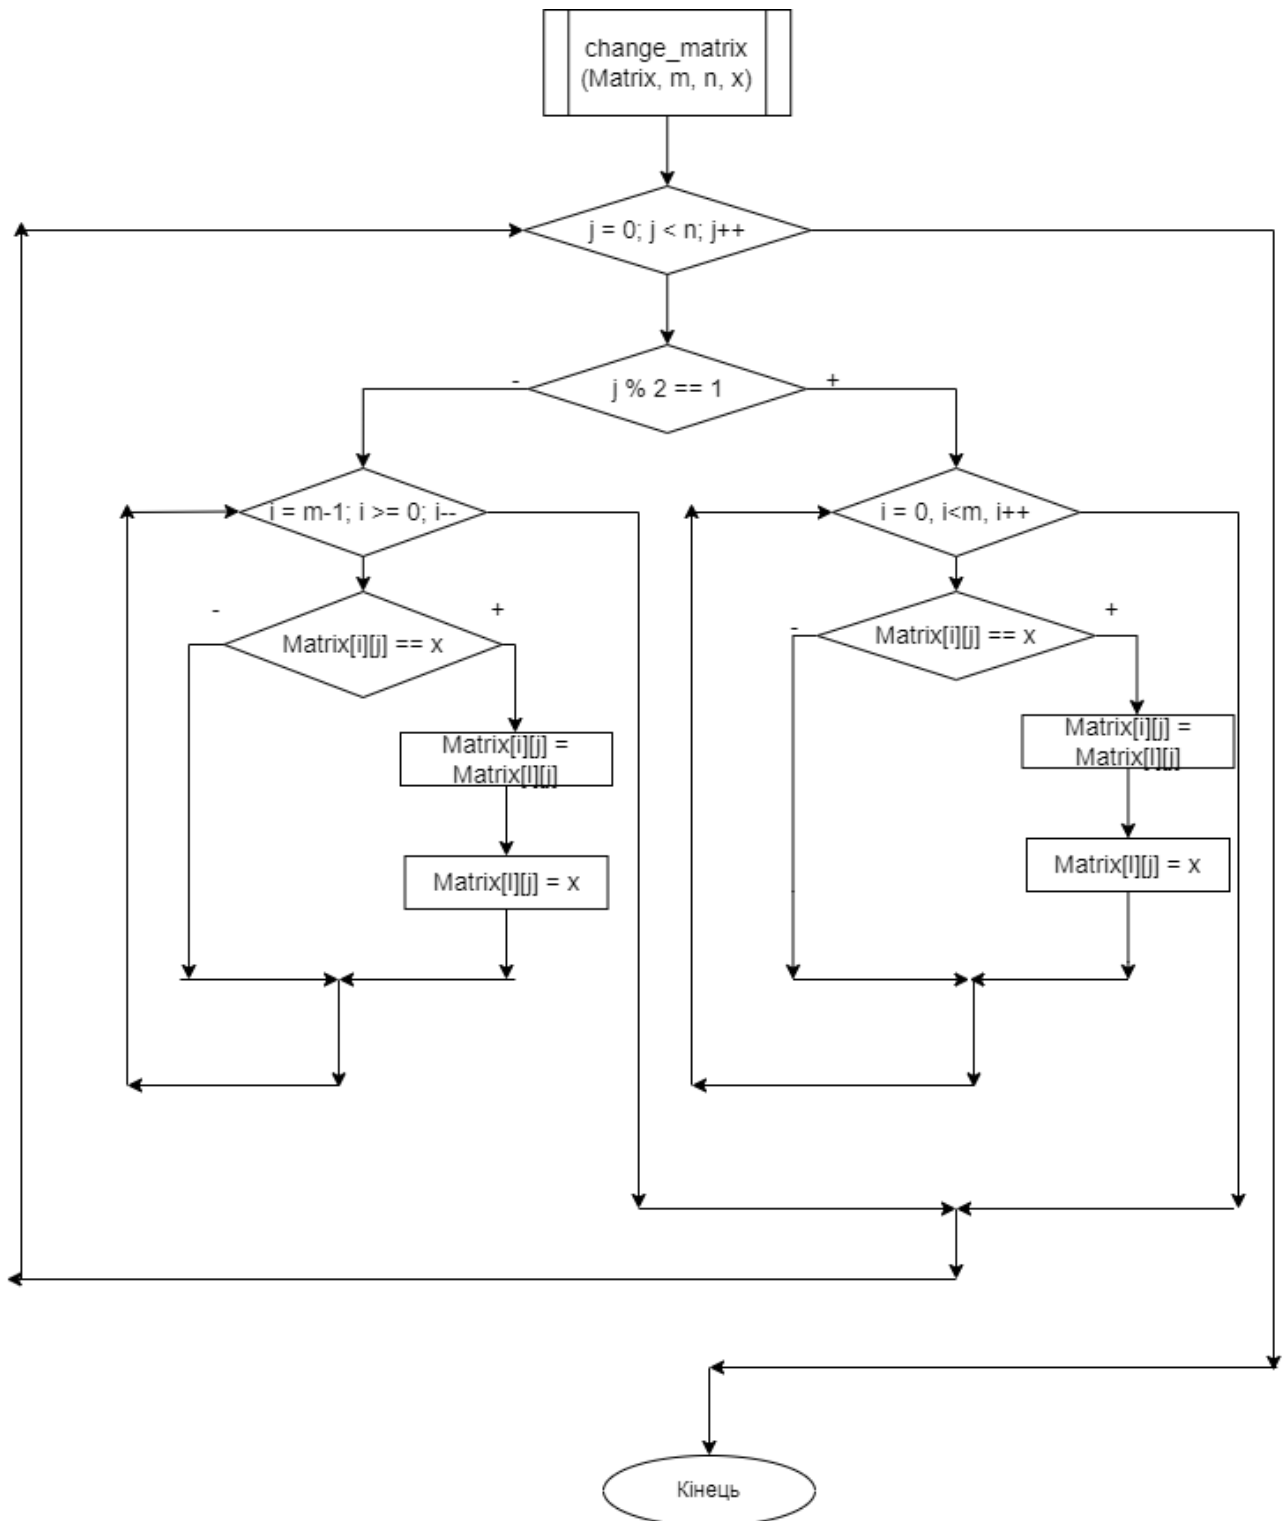 change_matrix
(Matrix, m, n, x)
j = 0; j < n; j++
j % 2 == 1
-
+
i = m-1; i >= 0; i--
i = 0, i<m, i++
-
+
Matrix[i][j] == x
-
+
Matrix[i][j] == x
Matrix[i][j] =
Matrix[l][j]
Matrix[i][j] =
Matrix[l][j]
Matrix[l][j] = x
Matrix[l][j] = x
Кінець